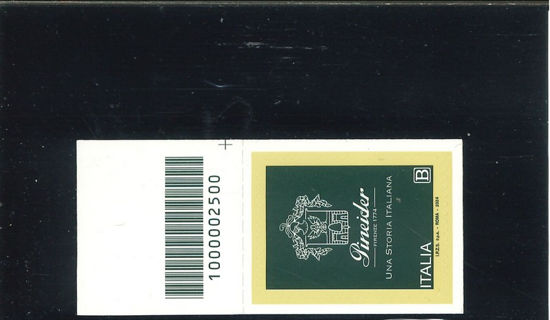 1000002500
Pineider
FIRENZE 1774
UNA STORIA ITALIANA
ITALIA
B
I.P.Z.S. S.p.A. - ROMA - 2024